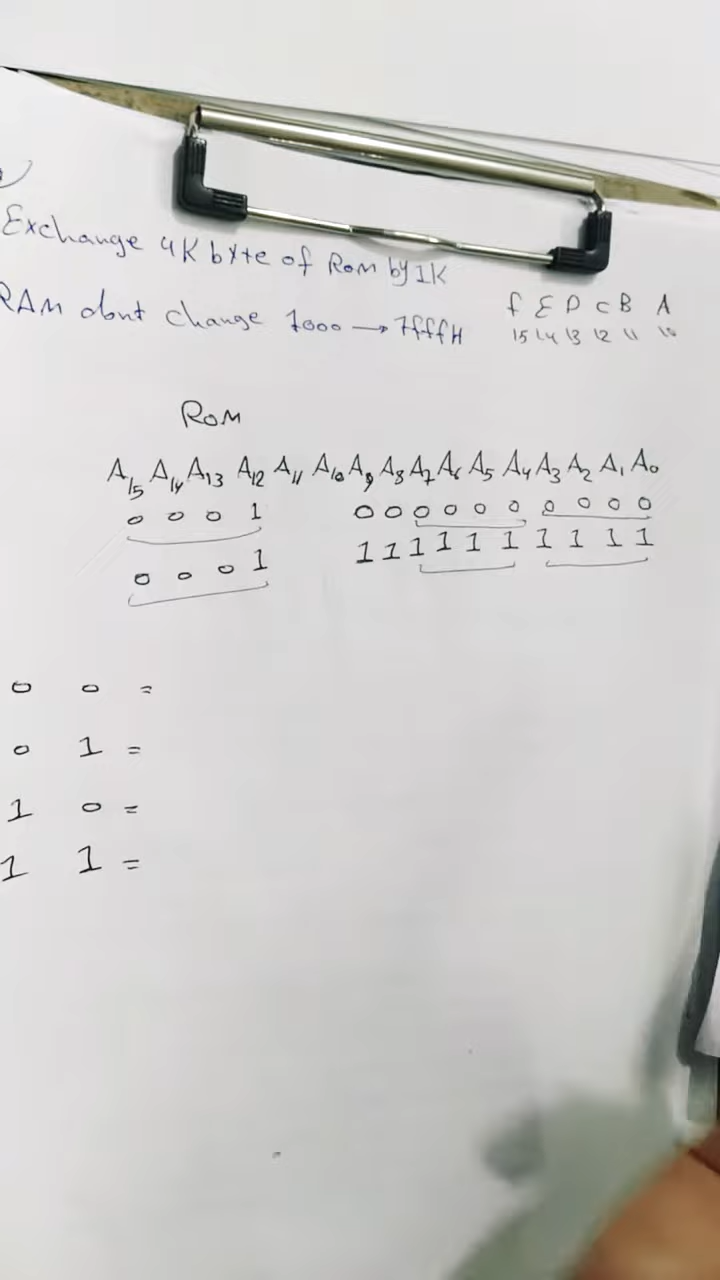 Exchange 4K byte of Rom by 1K
RAM dont change 7000 → 7fffH
f E D C B A
15 14 13 12 11 10
ROM
A15 A14 A13 A12 A11 A10 A9 A8 A7 A6 A5 A4 A3 A2 A1 A0
0 0 0 1 0 0 0 0 0 0 0 0 0 0
0 0 0 1 1 1 1 1 1 1 1 1 1 1
0 0 =
0 1 =
1 0 =
1 1 =